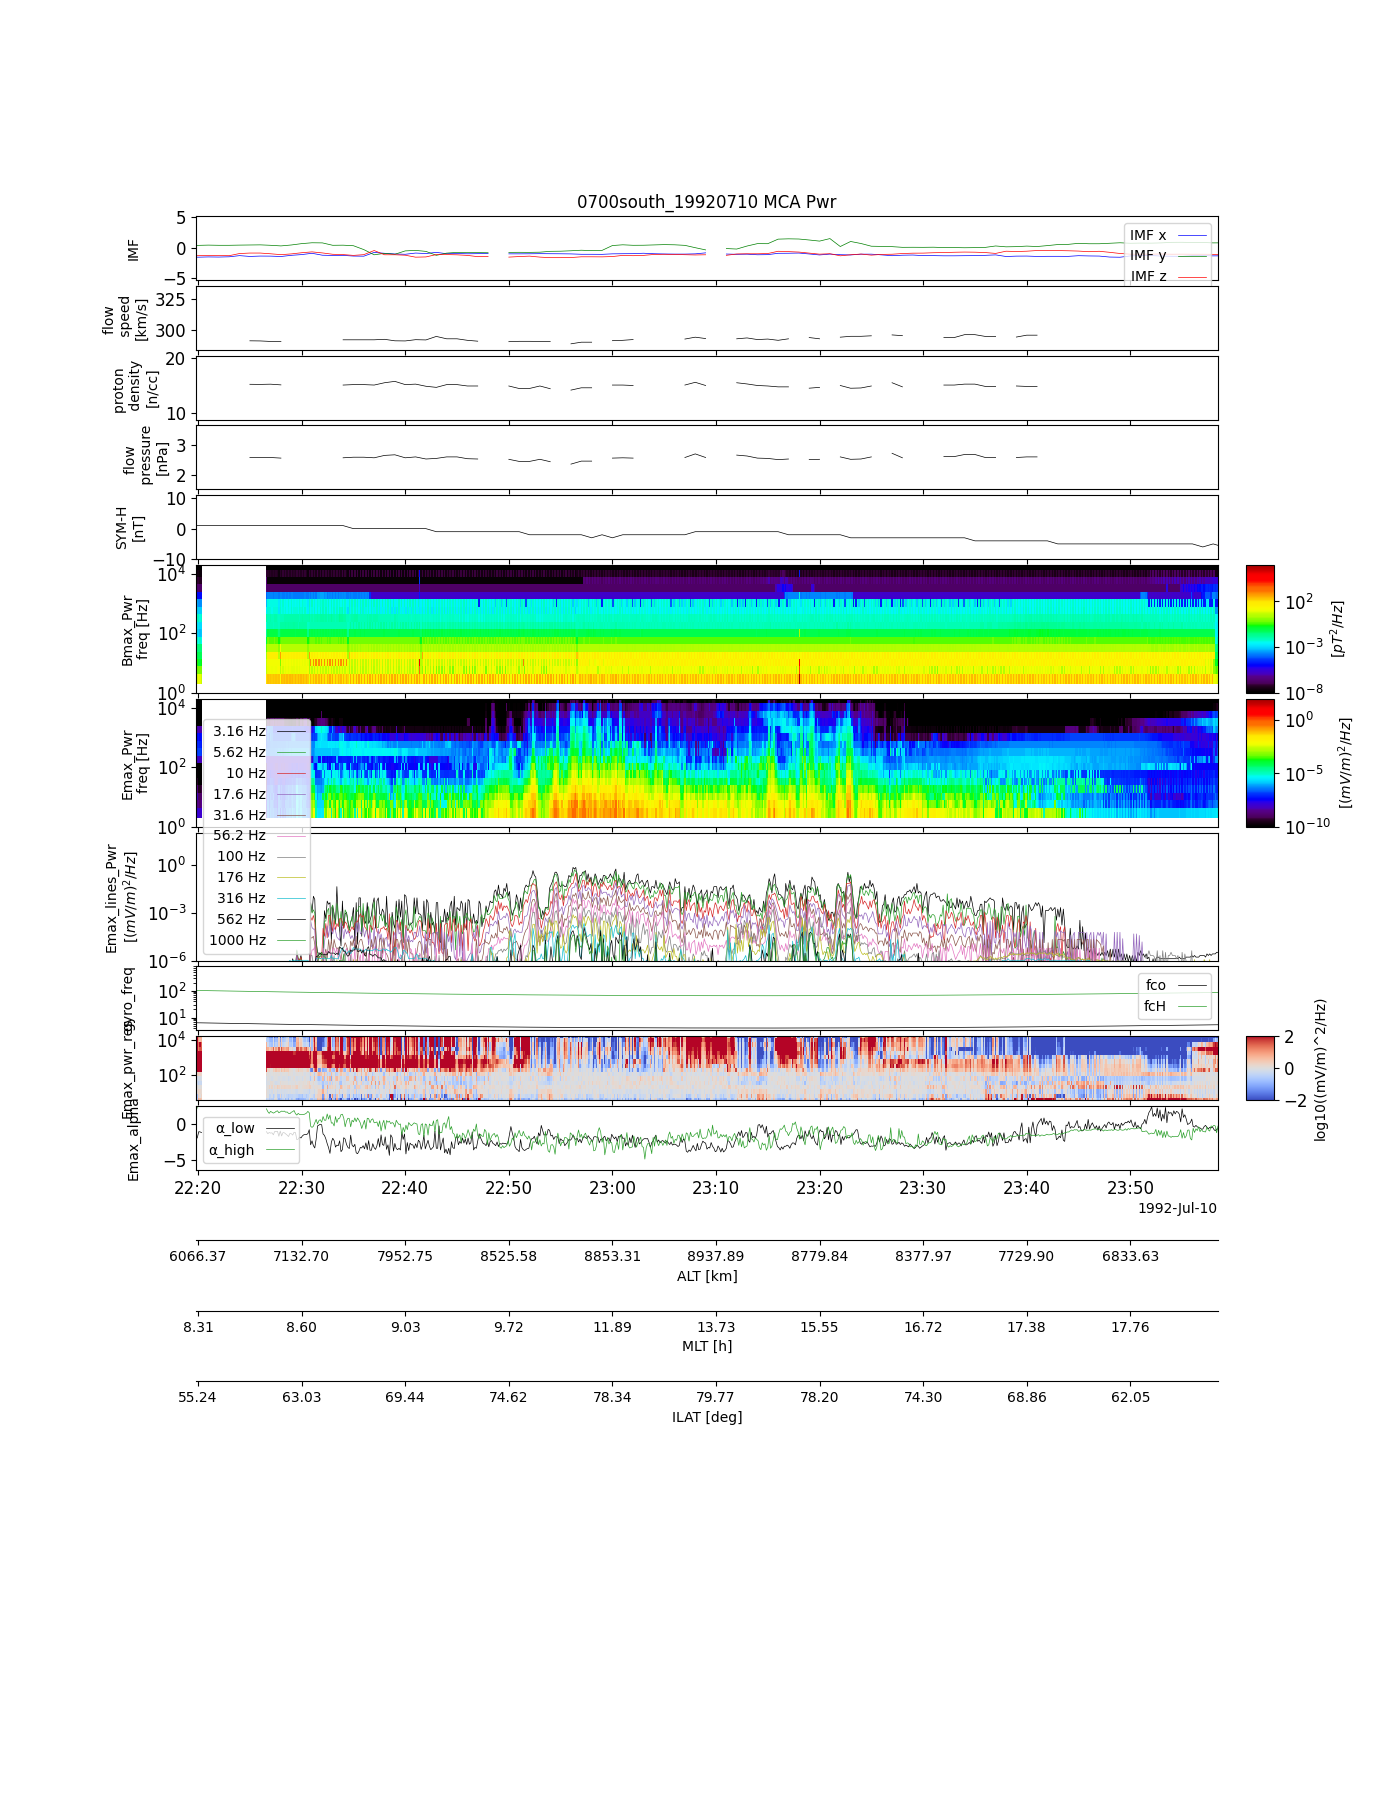 0700south_19920710 MCA Pwr
IMF
5
0
−5
IMF x
IMF y
IMF z
flow
speed
[km/s]
325
300
proton
density
[n/cc]
20
10
flow
pressure
[nPa]
3
2
SYM-H
[nT]
10
0
−10
Bmax_Pwr
freq [Hz]
10^4
10^2
10^0
10^2
10^−3
10^−8
[pT^2/Hz]
Emax_Pwr
freq [Hz]
10^4
10^2
10^0
10^0
10^−5
10^−10
[(mV/m)^2/Hz]
3.16 Hz
5.62 Hz
10 Hz
17.6 Hz
31.6 Hz
56.2 Hz
100 Hz
176 Hz
316 Hz
562 Hz
1000 Hz
Emax_lines_Pwr
[(mV/m)^2/Hz]
10^0
10^−3
10^−6
gyro_freq
10^2
10^1
fco
fcH
Emax_pwr_reg
10^4
10^2
2
0
−2
log10((mV/m)^2/Hz)
Emax_alpha
0
−5
α_low
α_high
22:20 22:30 22:40 22:50 23:00 23:10 23:20 23:30 23:40 23:50
1992-Jul-10
6066.37 7132.70 7952.75 8525.58 8853.31 8937.89 8779.84 8377.97 7729.90 6833.63
ALT [km]
8.31 8.60 9.03 9.72 11.89 13.73 15.55 16.72 17.38 17.76
MLT [h]
55.24 63.03 69.44 74.62 78.34 79.77 78.20 74.30 68.86 62.05
ILAT [deg]